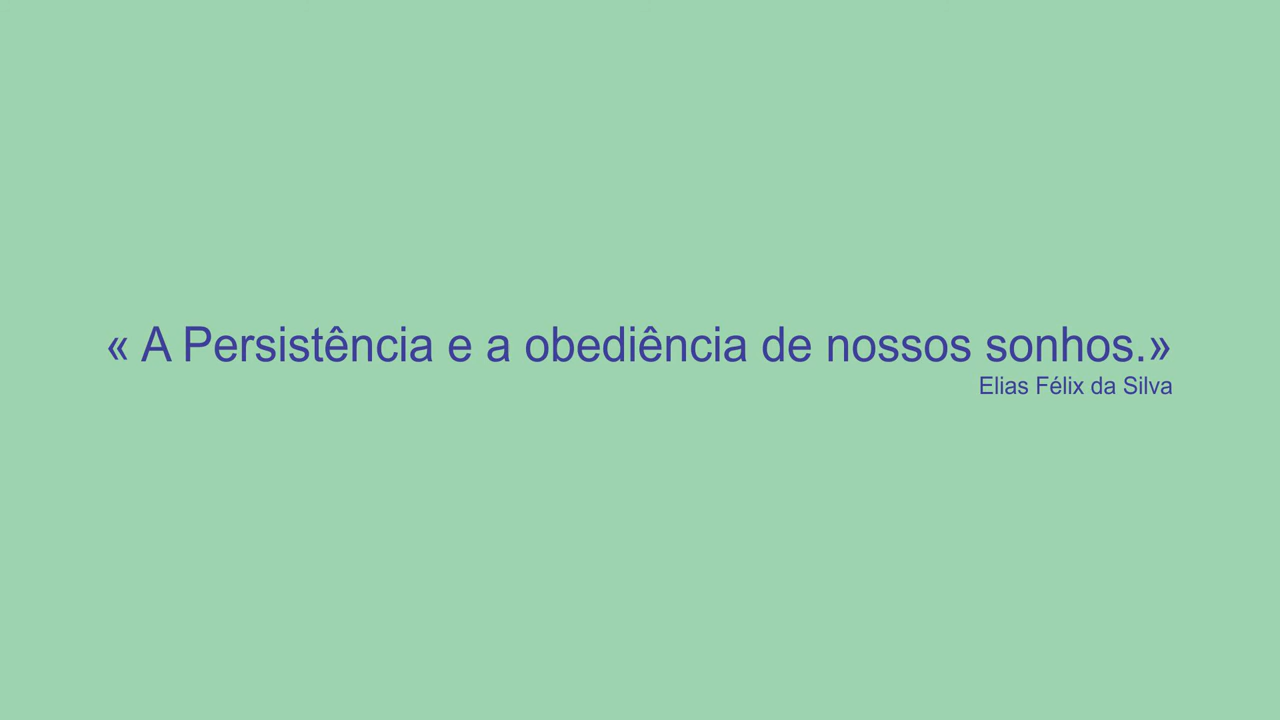 « A Persistência e a obediência de nossos sonhos.»
Elias Félix da Silva